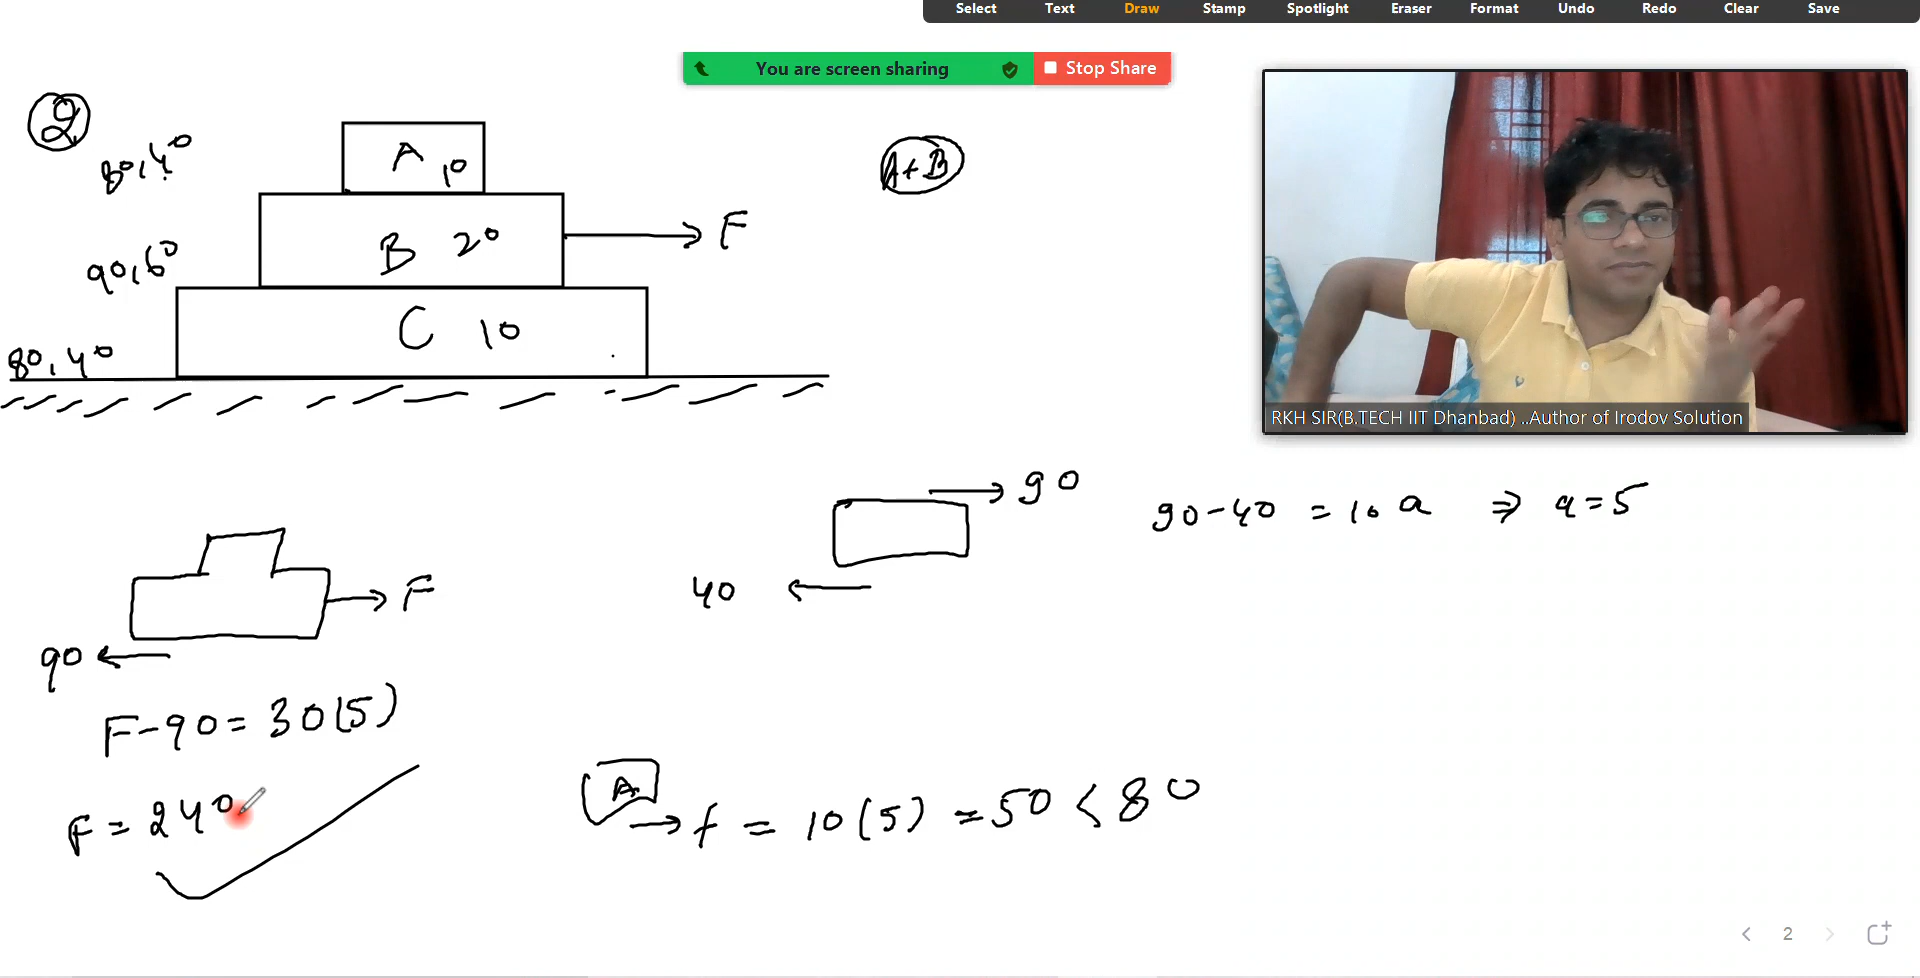 Select Text Draw Stamp Spotlight Eraser Format Undo Redo Clear Save
You are screen sharing
Stop Share
2
80, 40
A 10
A+B
B 20
F
90, 60
C 10
80, 40
RKH SIR(B.TECH IIT Dhanbad) ..Author of Irodov Solution
90
90-40 = 10a ⇒ a=5
40
F
90
F-90 = 30(5)
F = 240
A
f = 10(5) = 50 < 80
2